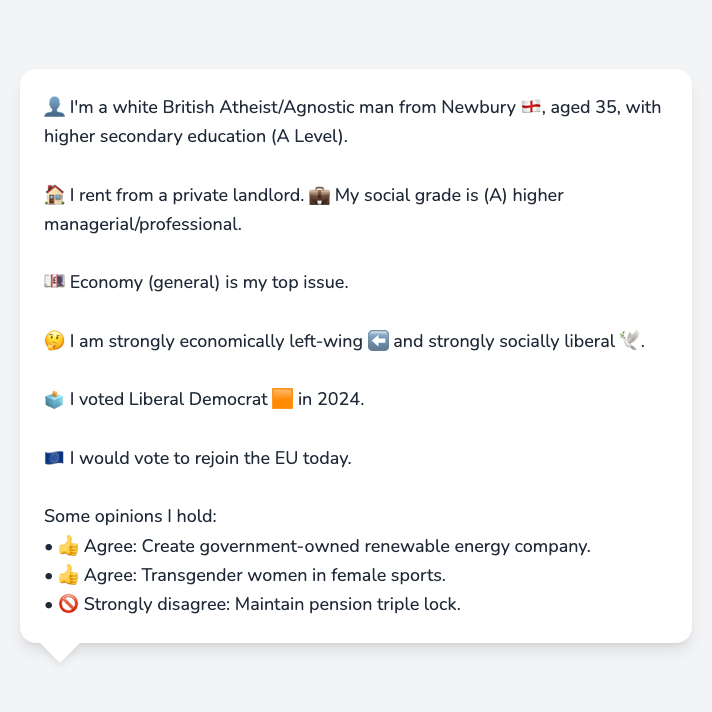 👤 I'm a white British Atheist/Agnostic man from Newbury 🏴󠁧󠁢󠁥󠁮󠁧󠁿, aged 35, with
higher secondary education (A Level).
🏠 I rent from a private landlord. 💼 My social grade is (A) higher
managerial/professional.
💷 Economy (general) is my top issue.
🤔 I am strongly economically left-wing ⬅️ and strongly socially liberal 🕊️.
🗳️ I voted Liberal Democrat 🟧 in 2024.
🇪🇺 I would vote to rejoin the EU today.
Some opinions I hold:
• 👍 Agree: Create government-owned renewable energy company.
• 👍 Agree: Transgender women in female sports.
• 🚫 Strongly disagree: Maintain pension triple lock.